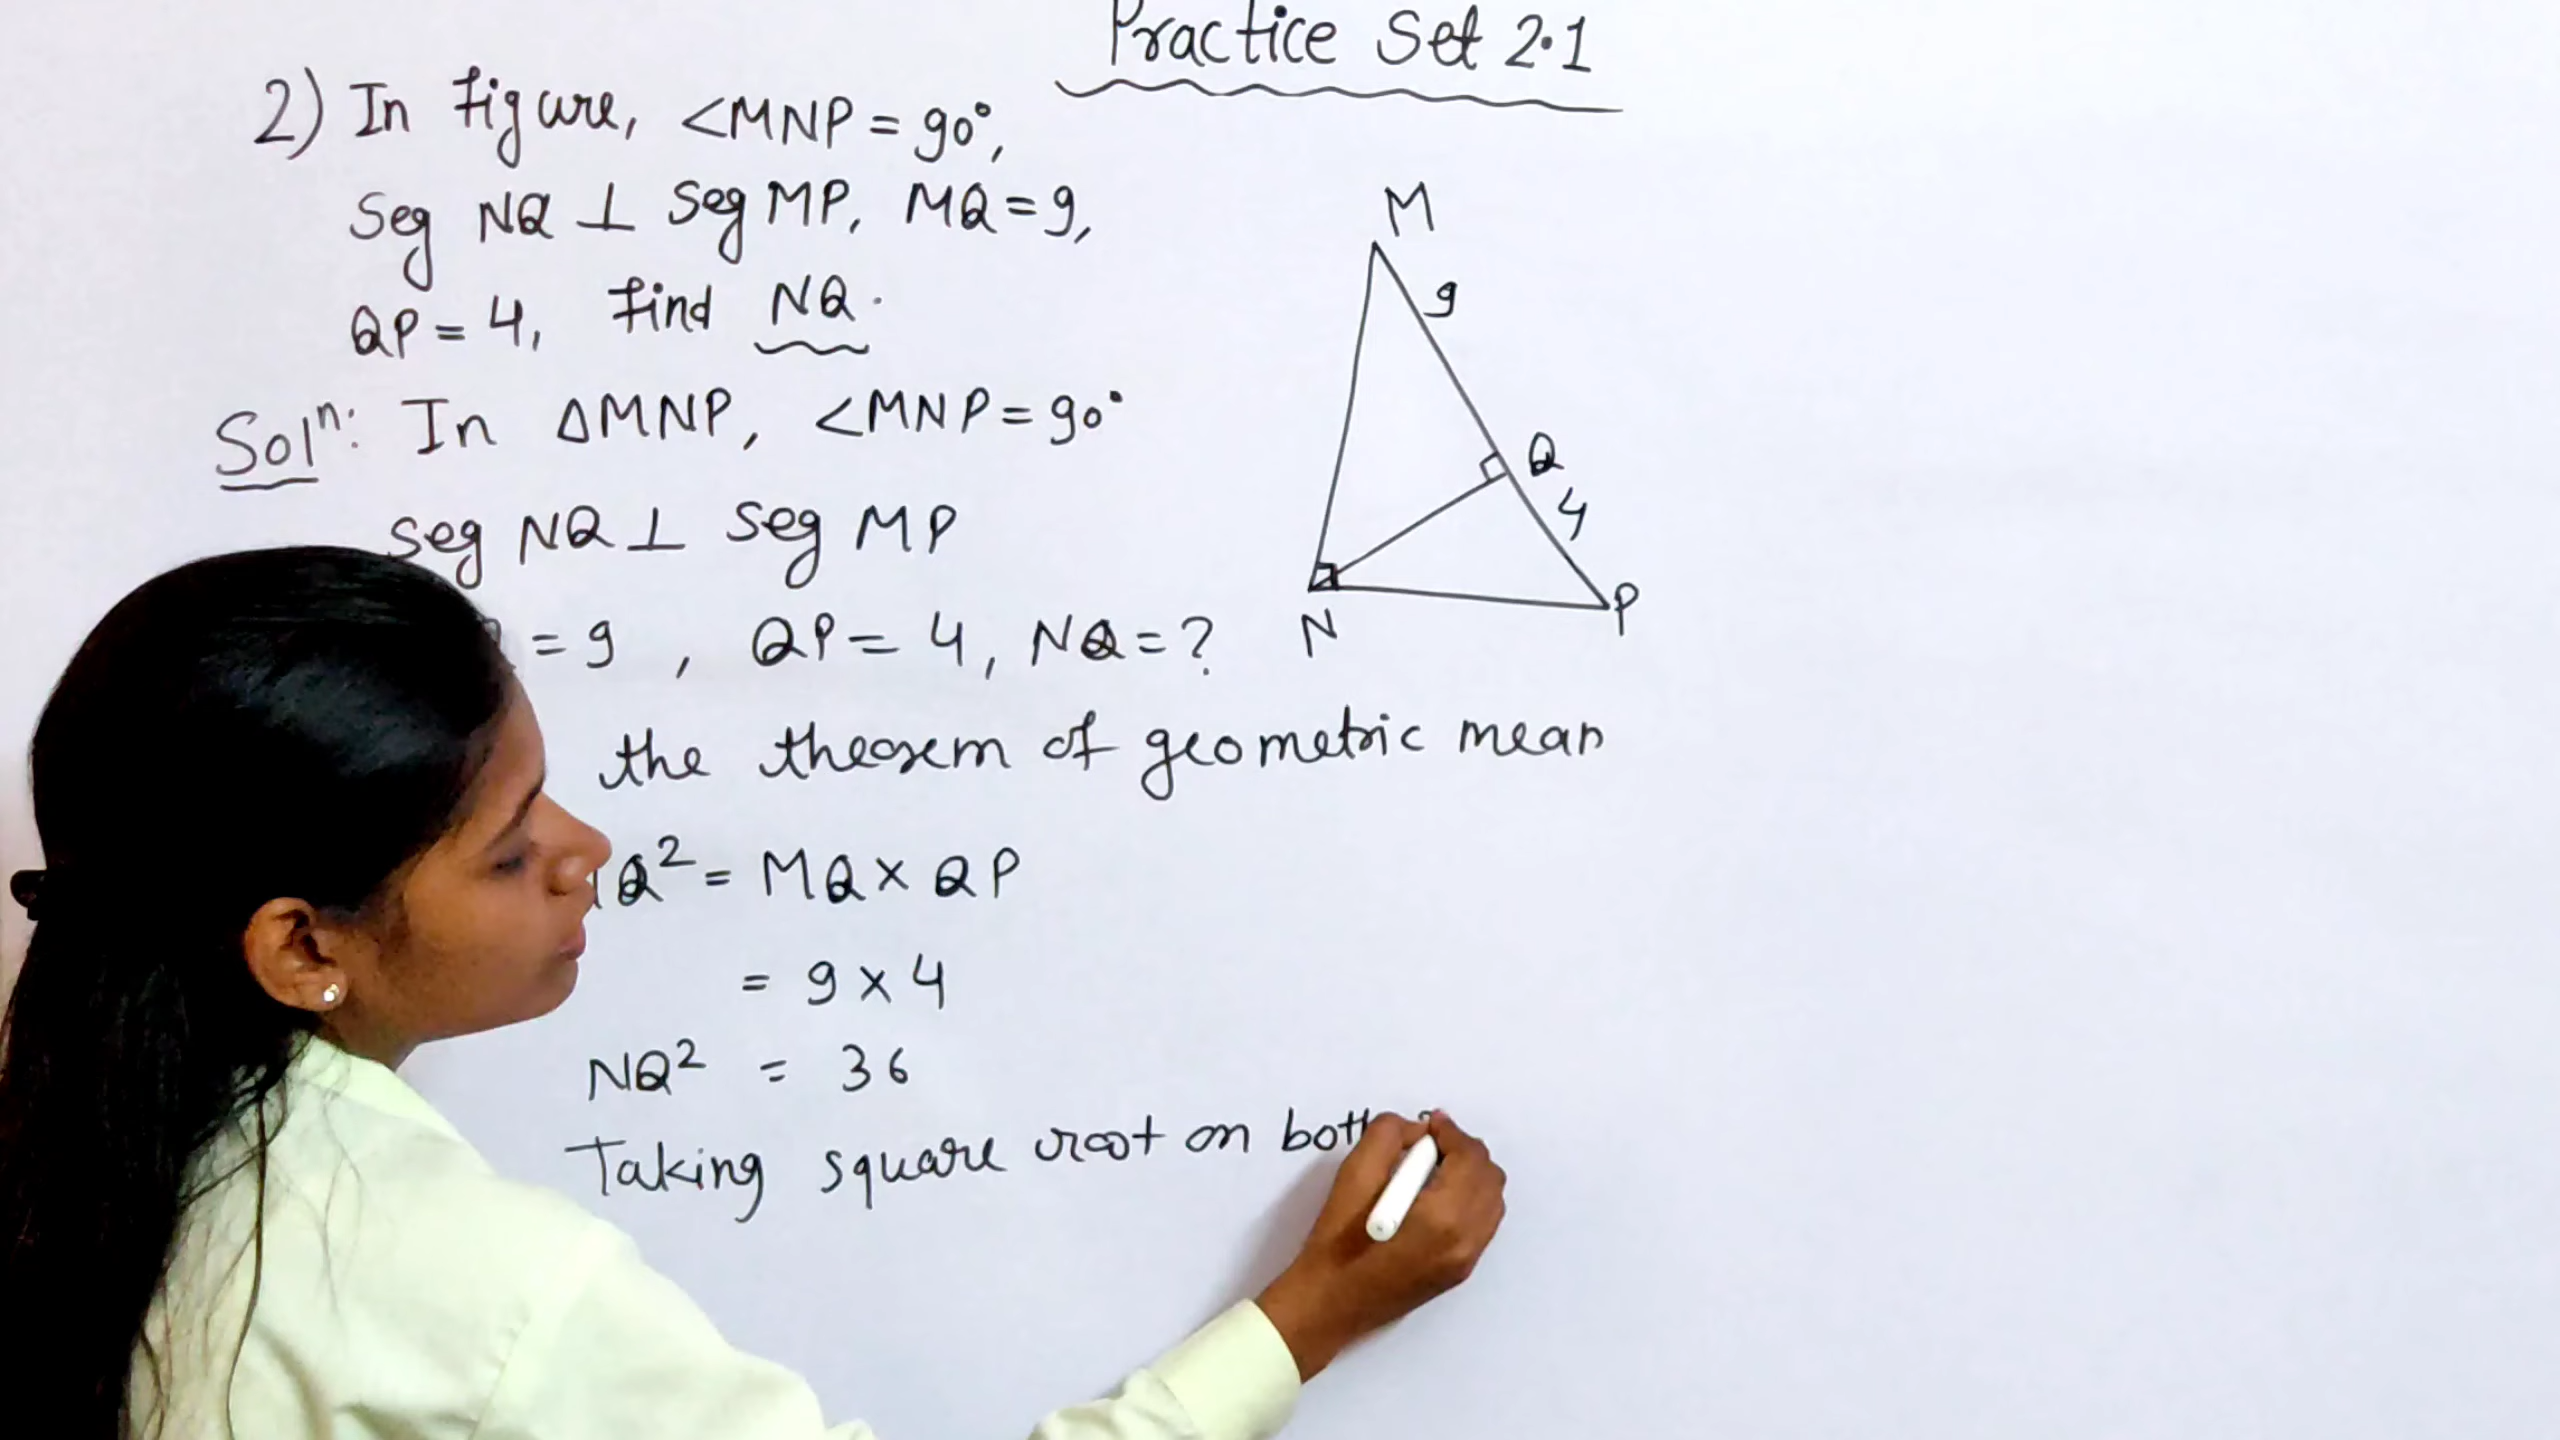 Practice Set 2.1
2) In figure, <MNP = 90°,
Seg NQ ⊥ Seg MP, MQ = 9,
QP = 4, find NQ.
Solⁿ: In △MNP, <MNP = 90°
seg NQ ⊥ seg MP
= 9 , QP = 4, NQ = ?
the theorem of geometric mean
Q² = MQ × QP
= 9 × 4
NQ² = 36
Taking square root on both
M
9
Q
4
N
P